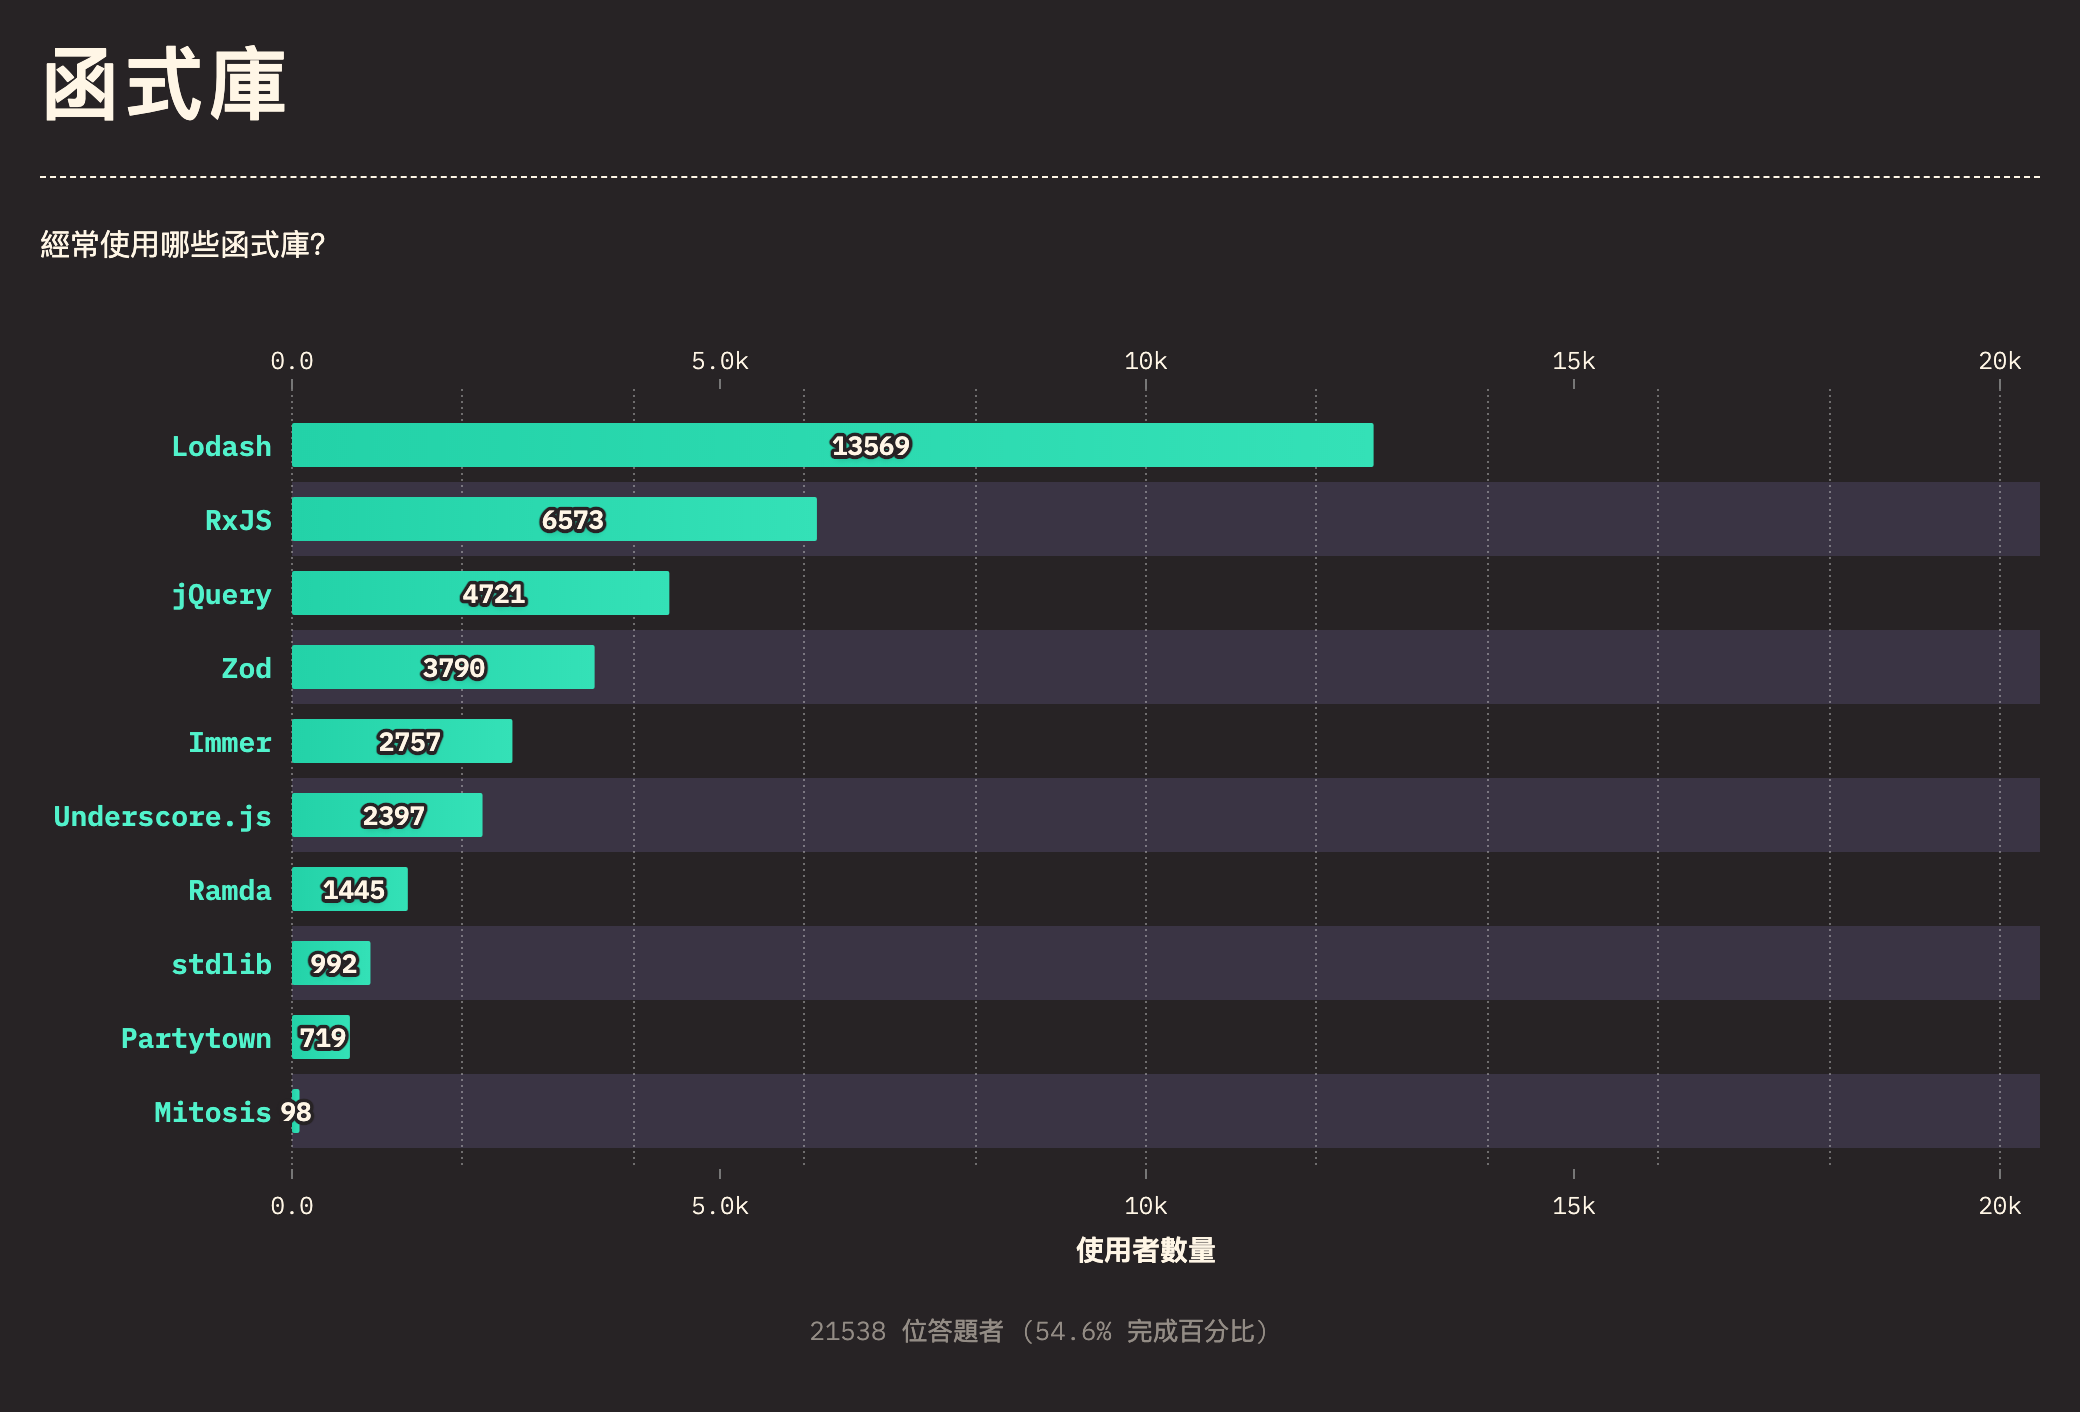 函式庫
經常使用哪些函式庫?
0.0 5.0k 10k 15k 20k
Lodash 13569
RxJS 6573
jQuery 4721
Zod 3790
Immer 2757
Underscore.js 2397
Ramda 1445
stdlib 992
Partytown 719
Mitosis 98
0.0 5.0k 10k 15k 20k
使用者數量
21538 位答題者 (54.6% 完成百分比)